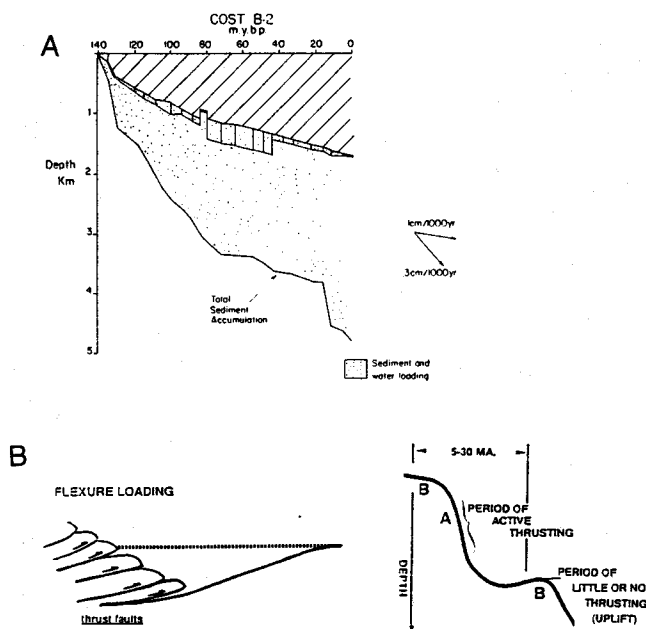 COST B-2
m.y.b.p.
A
140 120 100 80 60 40 20 0
1
2
3
4
5
Depth
Km
1cm/1000yr
3cm/1000yr
Total
Sediment
Accumulation
Sediment and
water loading
B
FLEXURE LOADING
thrust faults
5-30 MA.
B
A
PERIOD OF
ACTIVE
THRUSTING
DEPTH
B
PERIOD OF
LITTLE OR NO
THRUSTING
(UPLIFT)